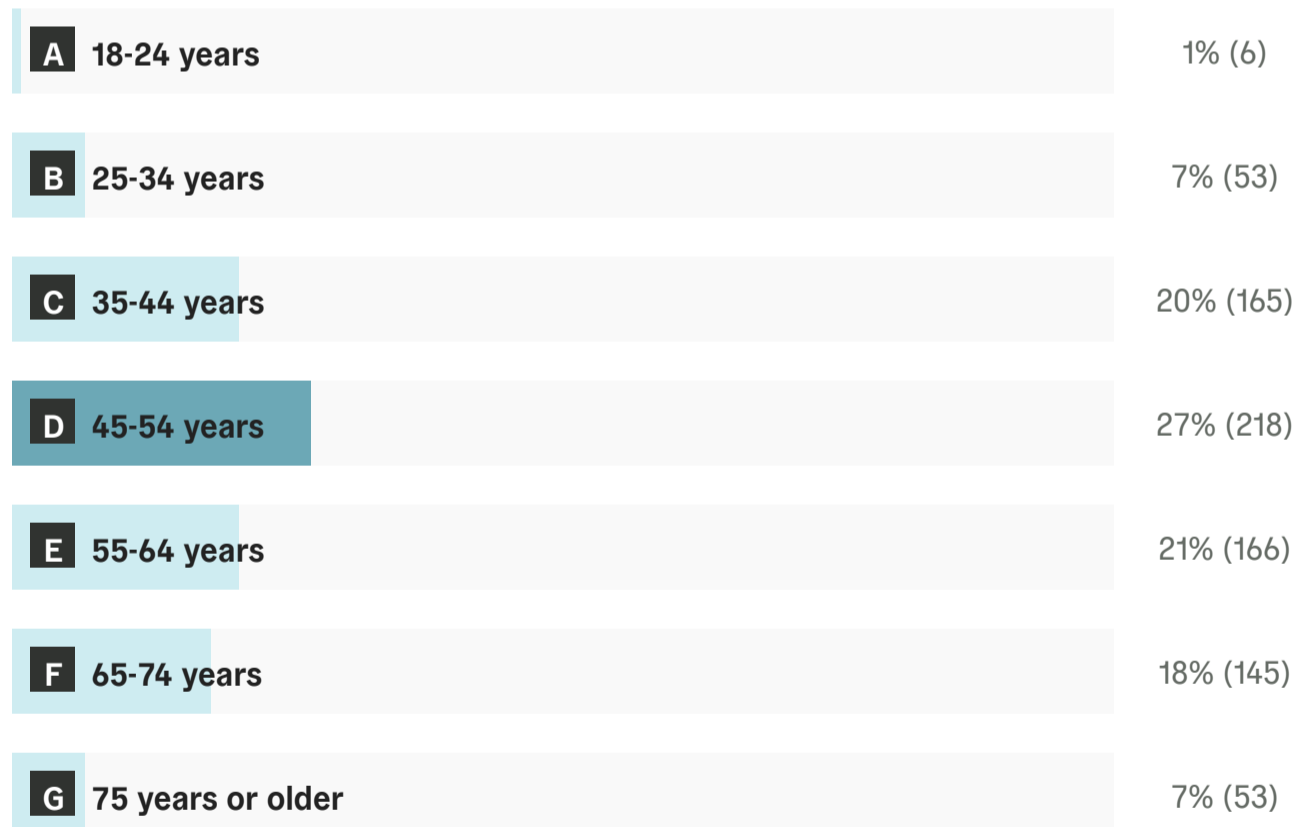 A 18-24 years 1% (6)
B 25-34 years 7% (53)
C 35-44 years 20% (165)
D 45-54 years 27% (218)
E 55-64 years 21% (166)
F 65-74 years 18% (145)
G 75 years or older 7% (53)